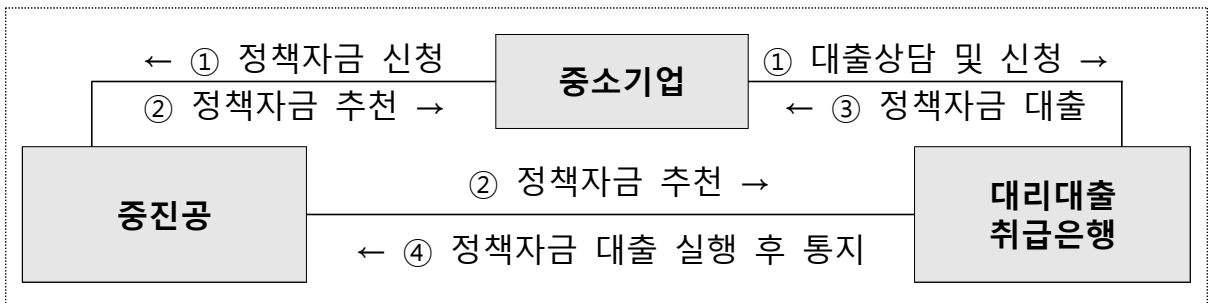 ← ① 정책자금 신청
중소기업
① 대출상담 및 신청 →
② 정책자금 추천 →
← ③ 정책자금 대출
중진공
② 정책자금 추천 →
대리대출
취급은행
← ④ 정책자금 대출 실행 후 통지